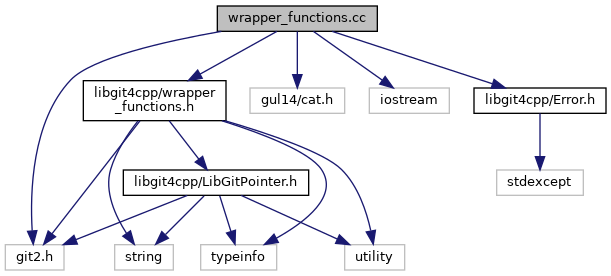 wrapper_functions.cc
libgit4cpp/wrapper
_functions.h
gul14/cat.h
iostream
libgit4cpp/Error.h
libgit4cpp/LibGitPointer.h
stdexcept
git2.h
string
typeinfo
utility